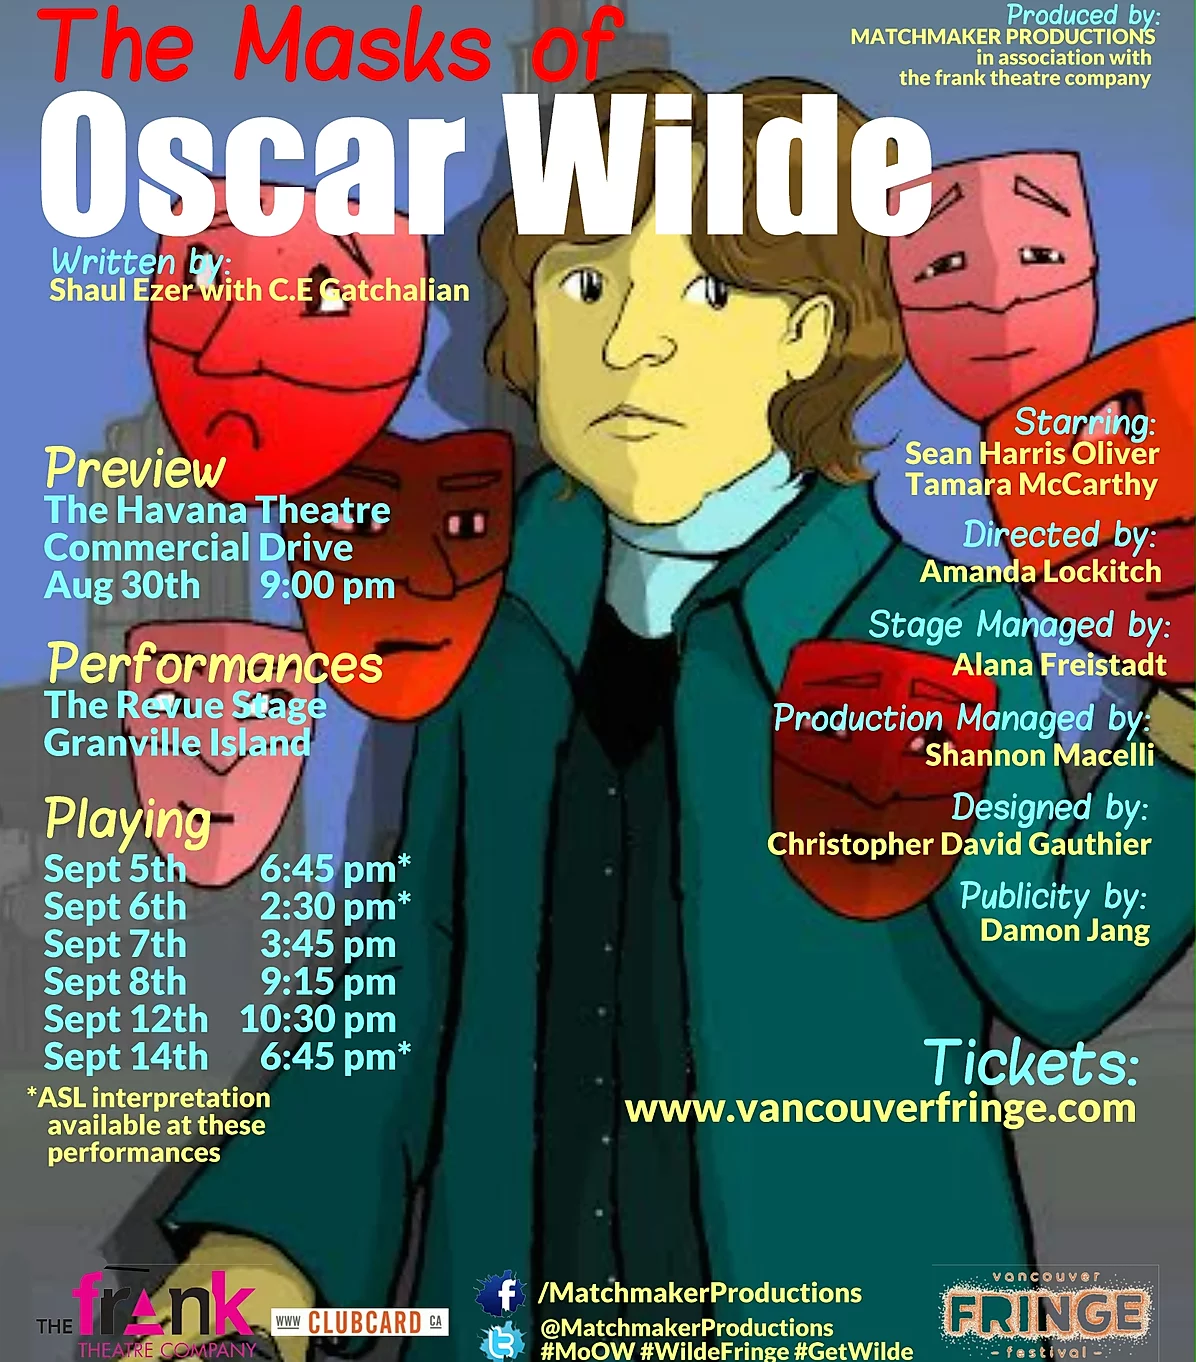 The Masks of
Oscar Wilde
Produced by:
MATCHMAKER PRODUCTIONS
in association with
the frank theatre company
Written by:
Shaul Ezer with C.E Gatchalian
Preview
The Havana Theatre
Commercial Drive
Aug 30th 9:00 pm
Performances
The Revue Stage
Granville Island
Playing
Sept 5th 6:45 pm*
Sept 6th 2:30 pm*
Sept 7th 3:45 pm
Sept 8th 9:15 pm
Sept 12th 10:30 pm
Sept 14th 6:45 pm*
*ASL interpretation
available at these
performances
Starring:
Sean Harris Oliver
Tamara McCarthy
Directed by:
Amanda Lockitch
Stage Managed by:
Alana Freistadt
Production Managed by:
Shannon Macelli
Designed by:
Christopher David Gauthier
Publicity by:
Damon Jang
Tickets:
www.vancouverfringe.com
THE frank
THEATRE COMPANY
WWW CLUBCARD CA
/MatchmakerProductions
@MatchmakerProductions
#MoOW #WildeFringe #GetWilde
vancouver
FRINGE
- festival -